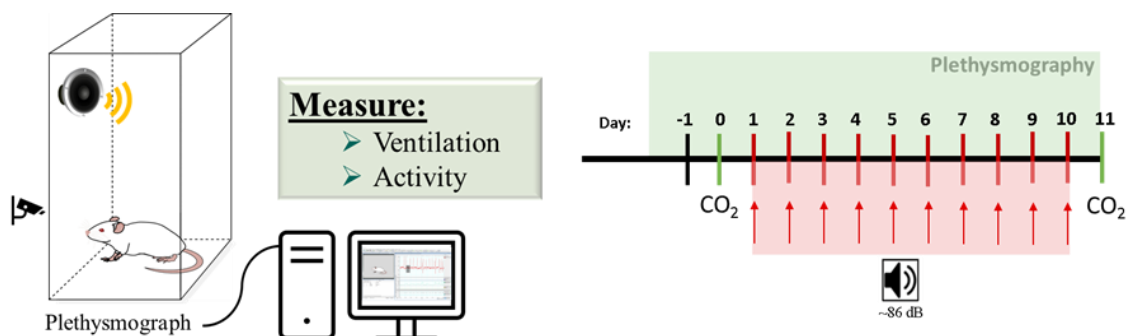 Measure:
Ventilation
Activity
Plethysmograph
Plethysmography
Day: -1 0 1 2 3 4 5 6 7 8 9 10 11
CO₂ CO₂
~86 dB